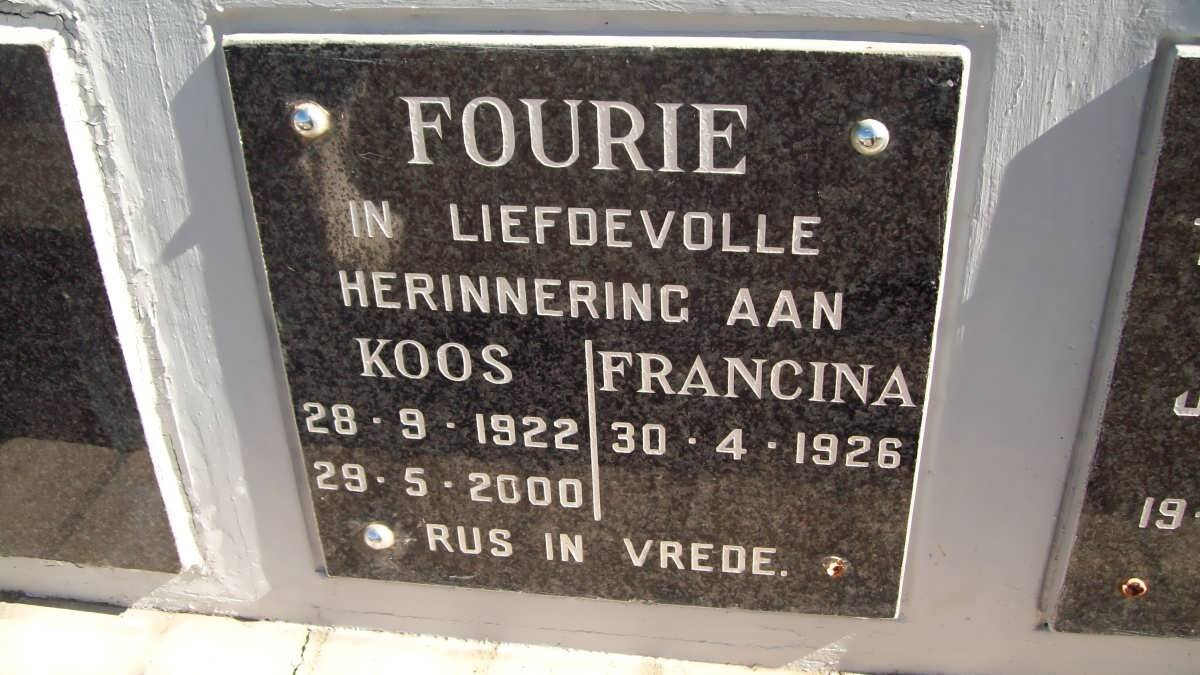 FOURIE
IN LIEFDEVOLLE
HERINNERING AAN
KOOS FRANCINA
28 · 9 · 1922 30 · 4 · 1926
29 · 5 · 2000
RUS IN VREDE.